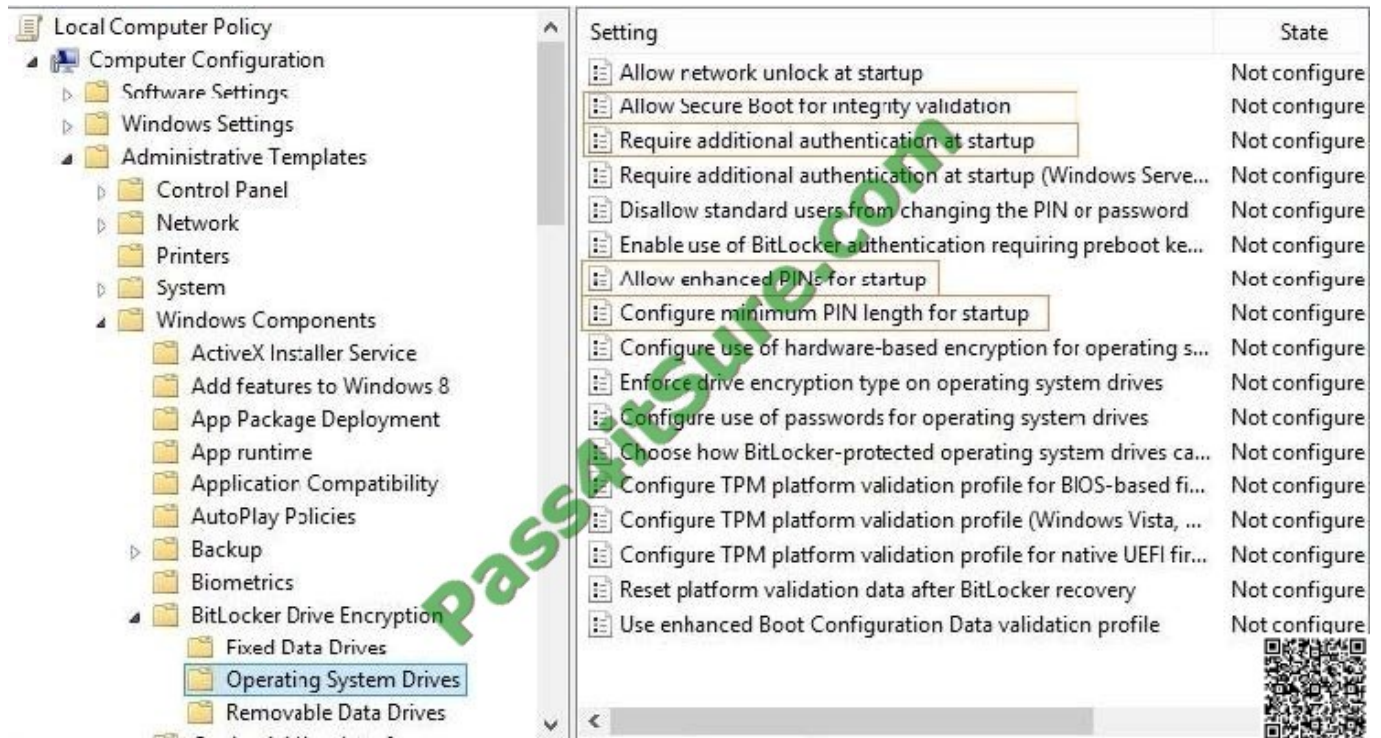 Local Computer Policy
Computer Configuration
Software Settings
Windows Settings
Administrative Templates
Control Panel
Network
Printers
System
Windows Components
ActiveX Installer Service
Add features to Windows 8
App Package Deployment
App runtime
Application Compatibility
AutoPlay Policies
Backup
Biometrics
BitLocker Drive Encryption
Fixed Data Drives
Operating System Drives
Removable Data Drives
Setting State
Allow network unlock at startup Not configure
Allow Secure Boot for integrity validation Not configure
Require additional authentication at startup Not configure
Require additional authentication at startup (Windows Serve... Not configure
Disallow standard users from changing the PIN or password Not configure
Enable use of BitLocker authentication requiring preboot ke... Not configure
Allow enhanced PINs for startup Not configure
Configure minimum PIN length for startup Not configure
Configure use of hardware-based encryption for operating s... Not configure
Enforce drive encryption type on operating system drives Not configure
Configure use of passwords for operating system drives Not configure
Choose how BitLocker-protected operating system drives ca... Not configure
Configure TPM platform validation profile for BIOS-based fi... Not configure
Configure TPM platform validation profile (Windows Vista, ... Not configure
Configure TPM platform validation profile for native UEFI fir... Not configure
Reset platform validation data after BitLocker recovery Not configure
Use enhanced Boot Configuration Data validation profile Not configure
Pass4itSure.com